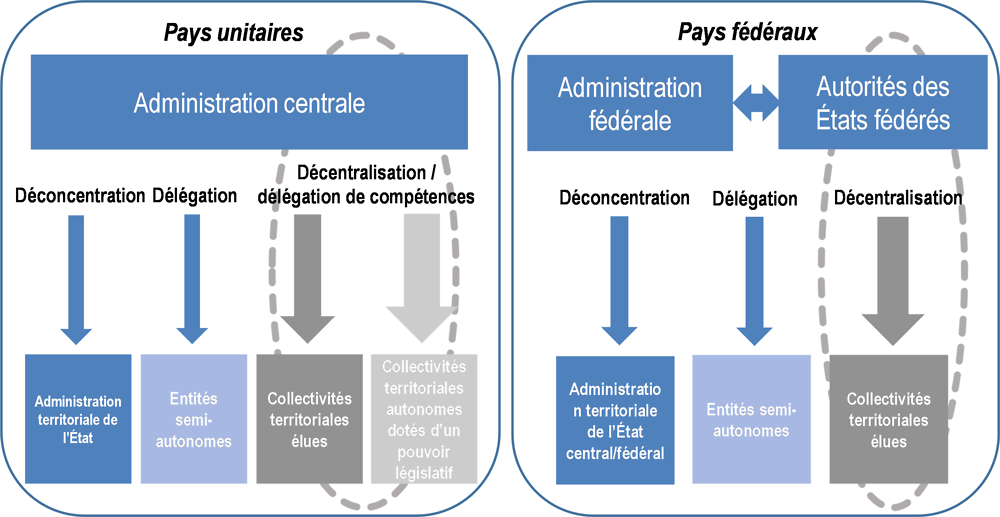 Pays unitaires
Administration centrale
Déconcentration
Délégation
Décentralisation /
délégation de compétences
Administration
territoriale de
l'État
Entités
semi-
autonomes
Collectivités
territoriales
élues
Collectivités
territoriales
autonomes
dotés d'un
pouvoir
législatif
Pays fédéraux
Administration
fédérale
Autorités des
États fédérés
Déconcentration
Délégation
Décentralisation
Administratio
n territoriale
de l'État
central/fédéral
Entités semi-
autonomes
Collectivités
territoriales
élues